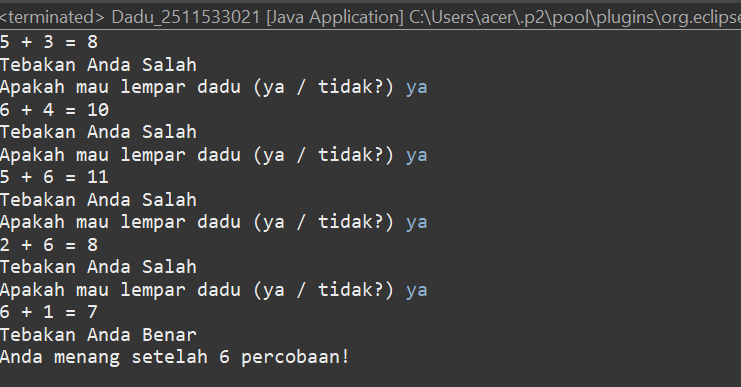 <terminated> Dadu_2511533021 [Java Application] C:\Users\acer\.p2\pool\plugins\org.eclipse
5 + 3 = 8
Tebakan Anda Salah
Apakah mau lempar dadu (ya / tidak?) ya
6 + 4 = 10
Tebakan Anda Salah
Apakah mau lempar dadu (ya / tidak?) ya
5 + 6 = 11
Tebakan Anda Salah
Apakah mau lempar dadu (ya / tidak?) ya
2 + 6 = 8
Tebakan Anda Salah
Apakah mau lempar dadu (ya / tidak?) ya
6 + 1 = 7
Tebakan Anda Benar
Anda menang setelah 6 percobaan!